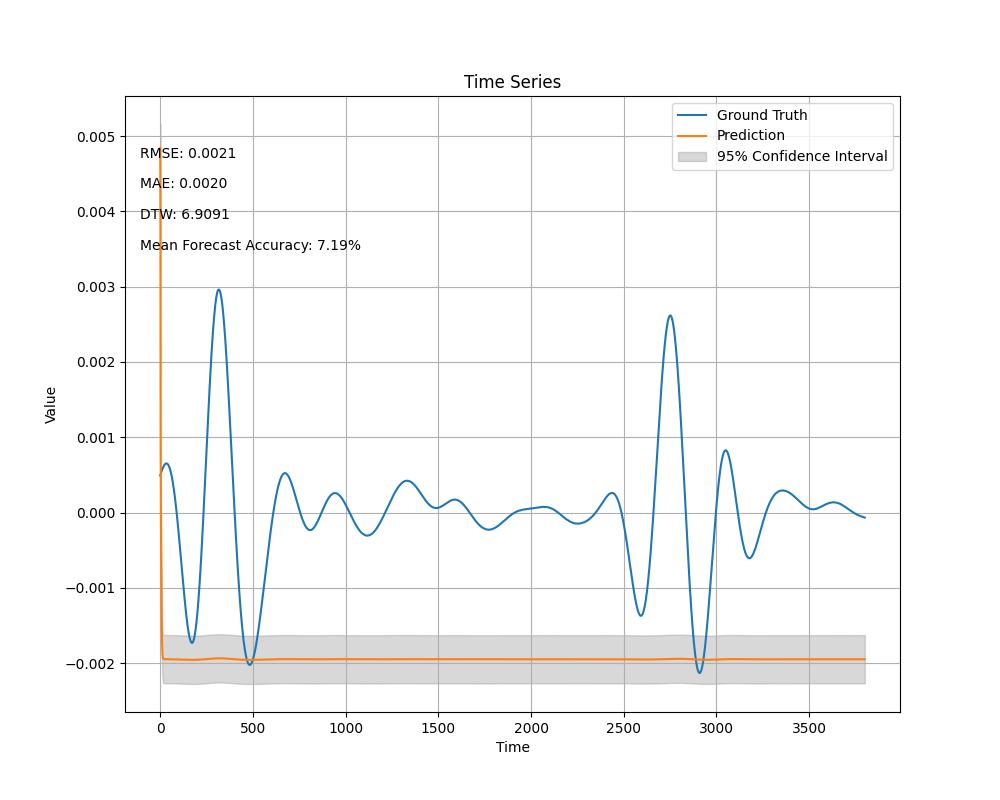 Time Series
Ground Truth
Prediction
95% Confidence Interval
RMSE: 0.0021
MAE: 0.0020
DTW: 6.9091
Mean Forecast Accuracy: 7.19%
Value
0.005
0.004
0.003
0.002
0.001
0.000
−0.001
−0.002
0 500 1000 1500 2000 2500 3000 3500
Time